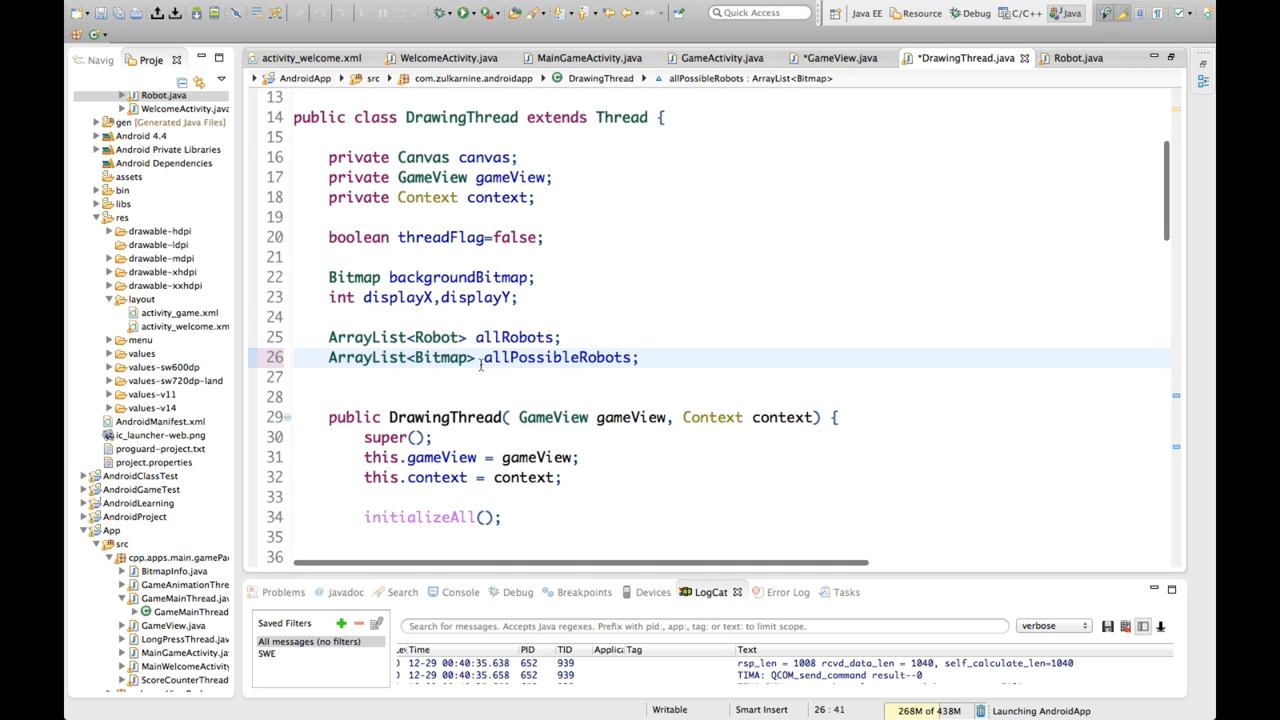 Quick Access
Java EE
Resource
Debug
C/C++
Java
Navig
Proje
activity_welcome.xml
WelcomeActivity.java
MainGameActivity.java
GameActivity.java
*GameView.java
*DrawingThread.java
Robot.java
AndroidApp
src
com.zulkarnine.androidapp
DrawingThread
allPossibleRobots : ArrayList<Bitmap>
Robot.java
WelcomeActivity.java
gen [Generated Java Files]
Android 4.4
Android Private Libraries
Android Dependencies
assets
bin
libs
res
drawable-hdpi
drawable-ldpi
drawable-mdpi
drawable-xhdpi
drawable-xxhdpi
layout
activity_game.xml
activity_welcome.xm
menu
values
values-sw600dp
values-sw720dp-land
values-v11
values-v14
AndroidManifest.xml
ic_launcher-web.png
proguard-project.txt
project.properties
AndroidClassTest
AndroidGameTest
AndroidLearning
AndroidProject
App
src
cpp.apps.main.gamePa
BitmapInfo.java
GameAnimationThre
GameMainThread.jav
GameMainThread
GameView.java
LongPressThread.jav
MainGameActivity.jav
MainWelcomeActivity
ScoreCounterThread
13
14 public class DrawingThread extends Thread {
15
16 private Canvas canvas;
17 private GameView gameView;
18 private Context context;
19
20 boolean threadFlag=false;
21
22 Bitmap backgroundBitmap;
23 int displayX,displayY;
24
25 ArrayList<Robot> allRobots;
26 ArrayList<Bitmap> allPossibleRobots;
27
28
29 public DrawingThread( GameView gameView, Context context) {
30 super();
31 this.gameView = gameView;
32 this.context = context;
33
34 initializeAll();
35
36
Problems
Javadoc
Search
Console
Debug
Breakpoints
Devices
LogCat
Error Log
Tasks
Saved Filters
All messages (no filters)
SWE
Search for messages. Accepts Java regexes. Prefix with pid:, app:, tag: or text: to limit scope.
verbose
Time PID TID Applica Tag Text
12-29 00:40:35.638 652 939 rsp_len = 1008 rcvd_data_len = 1040, self_calculate_len=1040
12-29 00:40:35.638 652 939 TIMA: QCOM_send_command result--0
Writable
Smart Insert
26 : 41
268M of 438M
Launching AndroidApp